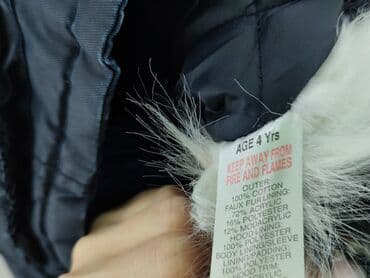 AGE 4 Yrs
KEEP AWAY FROM
FIRE AND FLAMES
OUTER:
100% COTTON
FAUX FUR LINING:
72% ACRYLIC
16% POLYESTER
12% MODACRYLIC
HOOD LINING:
100% POLYESTER
BODY LINING/SLEEVE
LINING/PADDING:
100% POLYESTER